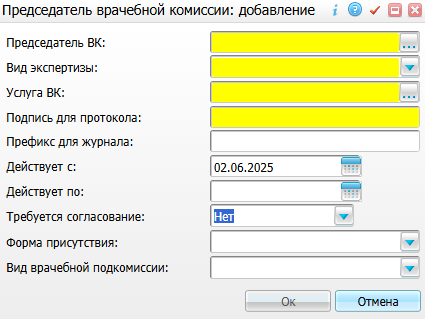 Председатель врачебной комиссии: добавление
Председатель ВК:
Вид экспертизы:
Услуга ВК:
Подпись для протокола:
Префикс для журнала:
Действует с: 02.06.2025
Действует по:
Требуется согласование: Нет
Форма присутствия:
Вид врачебной подкомиссии:
Ок Отмена